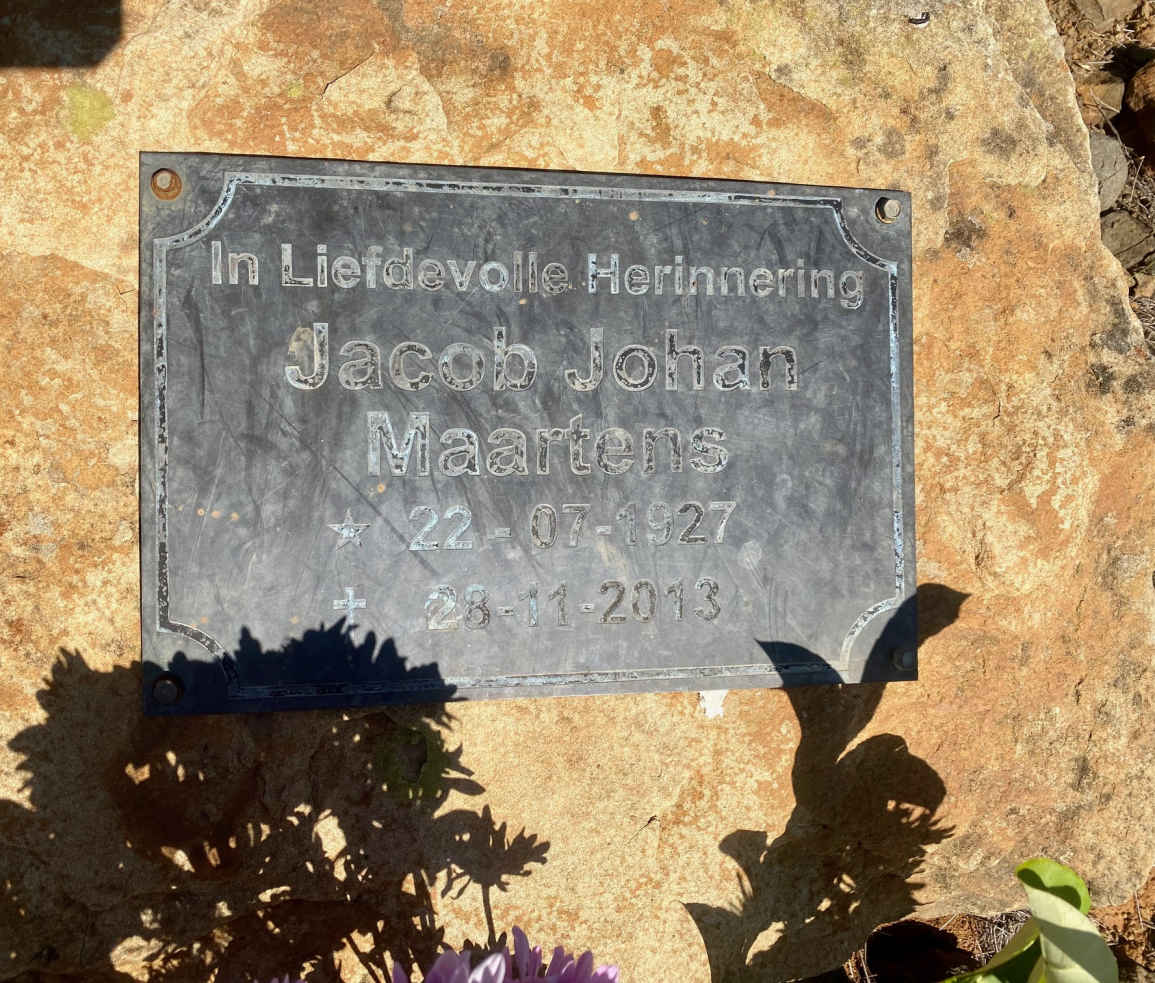 In Liefdevolle Herinnering
Jacob Johan
Maartens
☆ 22-07-1927
✝ 28-11-2013